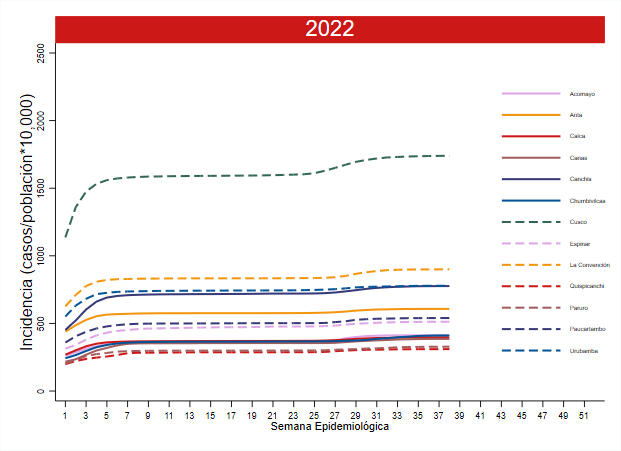 2022
Incidencia (casos/población*10,000)
2500
2000
1500
1000
500
0
1 3 5 7 9 11 13 15 17 19 21 23 25 27 29 31 33 35 37 39 41 43 45 47 49 51
Semana Epidemiológica
Acomayo
Anta
Calca
Canas
Canchis
Chumbivilcas
Cusco
Espinar
La Convención
Quispicanchi
Paruro
Paucartambo
Urubamba